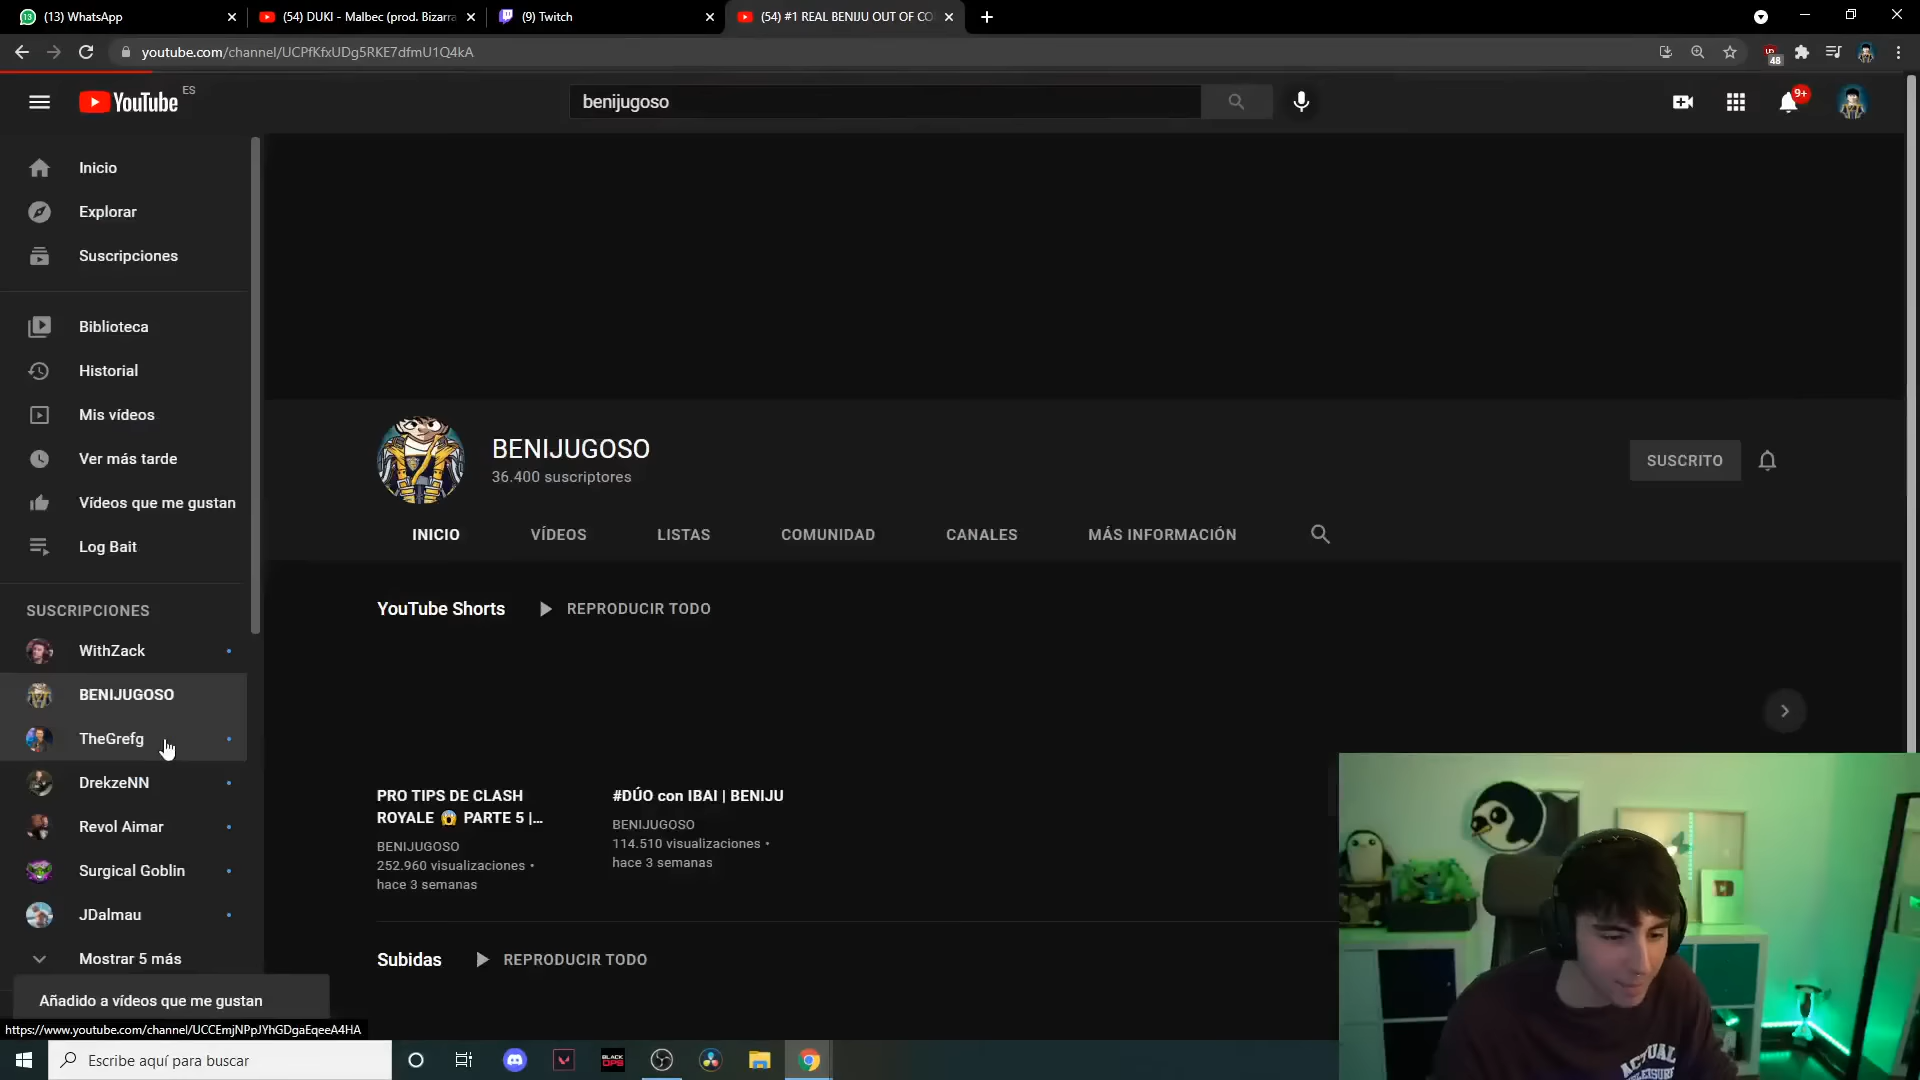 (13) WhatsApp
(54) DUKI - Malbec (prod. Bizarra
(9) Twitch
(54) #1 REAL BENIJU OUT OF CO
youtube.com/channel/UCPfKfxUDg5RKE7dfmU1Q4kA
48
YouTube ES
benijugoso
9+
Inicio
Explorar
Suscripciones
Biblioteca
Historial
Mis vídeos
Ver más tarde
Vídeos que me gustan
Log Bait
SUSCRIPCIONES
WithZack
BENIJUGOSO
TheGrefg
DrekzeNN
Revol Aimar
Surgical Goblin
JDalmau
Mostrar 5 más
Añadido a vídeos que me gustan
https://www.youtube.com/channel/UCCEmjNPpJYhGDgaEqeeA4HA
BENIJUGOSO
36.400 suscriptores
SUSCRITO
INICIO
VÍDEOS
LISTAS
COMUNIDAD
CANALES
MÁS INFORMACIÓN
YouTube Shorts
REPRODUCIR TODO
PRO TIPS DE CLASH
ROYALE 😱 PARTE 5 |...
BENIJUGOSO
252.960 visualizaciones •
hace 3 semanas
#DÚO con IBAI | BENIJU
BENIJUGOSO
114.510 visualizaciones •
hace 3 semanas
Subidas
REPRODUCIR TODO
ACTUAL
Escribe aquí para buscar
BLACK
OPS